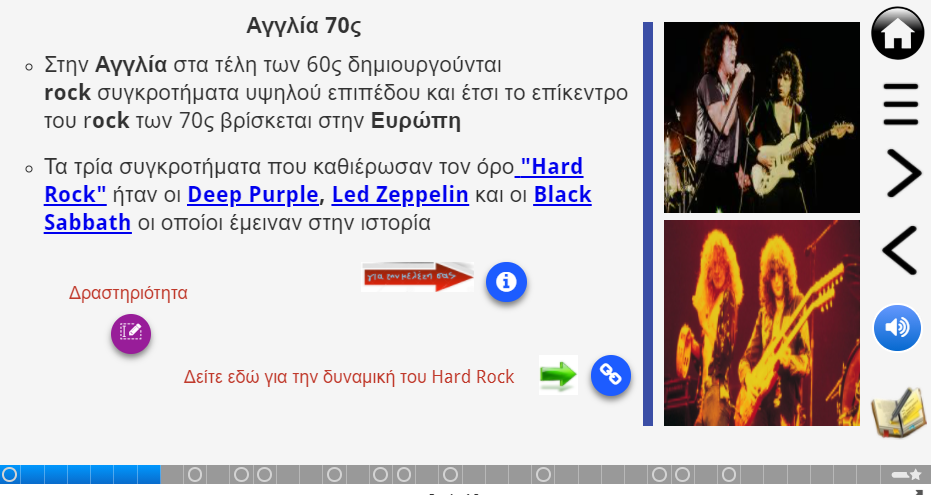 Αγγλία 70ς
Στην Αγγλία στα τέλη των 60ς δημιουργούνται
rock συγκροτήματα υψηλού επιπέδου και έτσι το επίκεντρο
του rock των 70ς βρίσκεται στην Ευρώπη
Τα τρία συγκροτήματα που καθιέρωσαν τον όρο "Hard
Rock" ήταν οι Deep Purple, Led Zeppelin και οι Black
Sabbath οι οποίοι έμειναν στην ιστορία
για την μελέτη σας
Δραστηριότητα
Δείτε εδώ για την δυναμική του Hard Rock